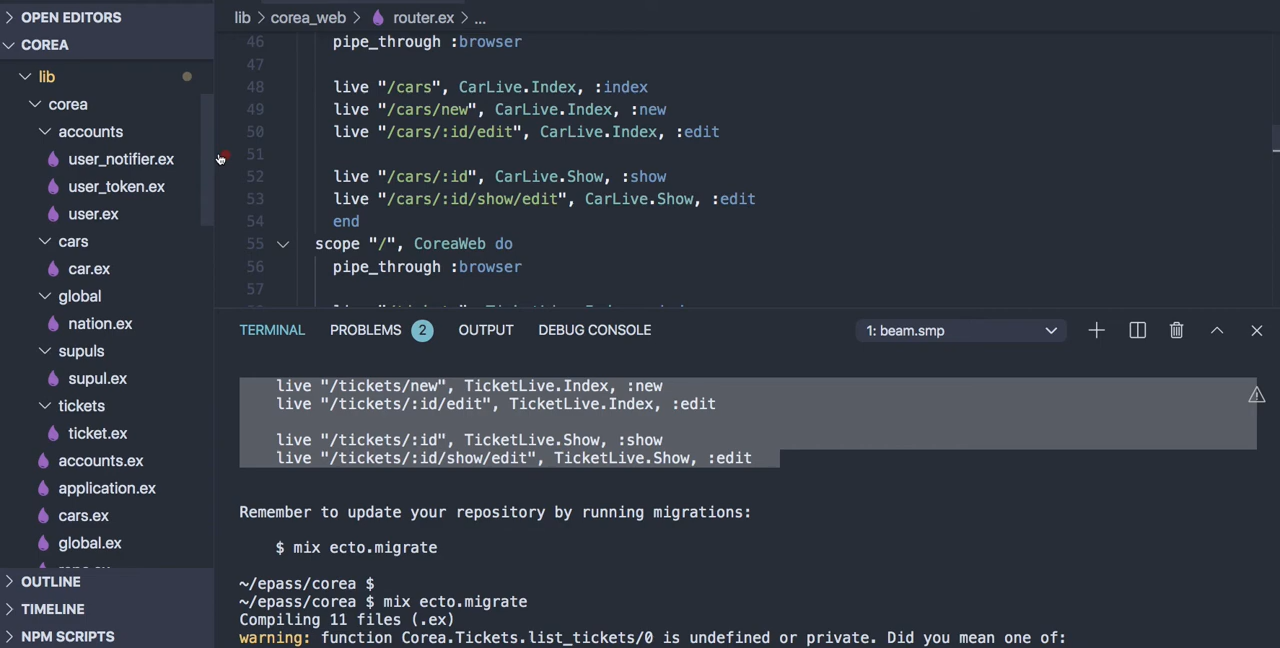 OPEN EDITORS
COREA
lib
corea
accounts
user_notifier.ex
user_token.ex
user.ex
cars
car.ex
global
nation.ex
supuls
supul.ex
tickets
ticket.ex
accounts.ex
application.ex
cars.ex
global.ex
OUTLINE
TIMELINE
NPM SCRIPTS
lib > corea_web > router.ex > ...
46 pipe_through :browser
47
48 live "/cars", CarLive.Index, :index
49 live "/cars/new", CarLive.Index, :new
50 live "/cars/:id/edit", CarLive.Index, :edit
51
52 live "/cars/:id", CarLive.Show, :show
53 live "/cars/:id/show/edit", CarLive.Show, :edit
54 end
55 scope "/", CoreaWeb do
56 pipe_through :browser
57
TERMINAL PROBLEMS 2 OUTPUT DEBUG CONSOLE 1: beam.smp
live "/tickets/new", TicketLive.Index, :new
live "/tickets/:id/edit", TicketLive.Index, :edit
live "/tickets/:id", TicketLive.Show, :show
live "/tickets/:id/show/edit", TicketLive.Show, :edit
Remember to update your repository by running migrations:
$ mix ecto.migrate
~/epass/corea $
~/epass/corea $ mix ecto.migrate
Compiling 11 files (.ex)
warning: function Corea.Tickets.list_tickets/0 is undefined or private. Did you mean one of: